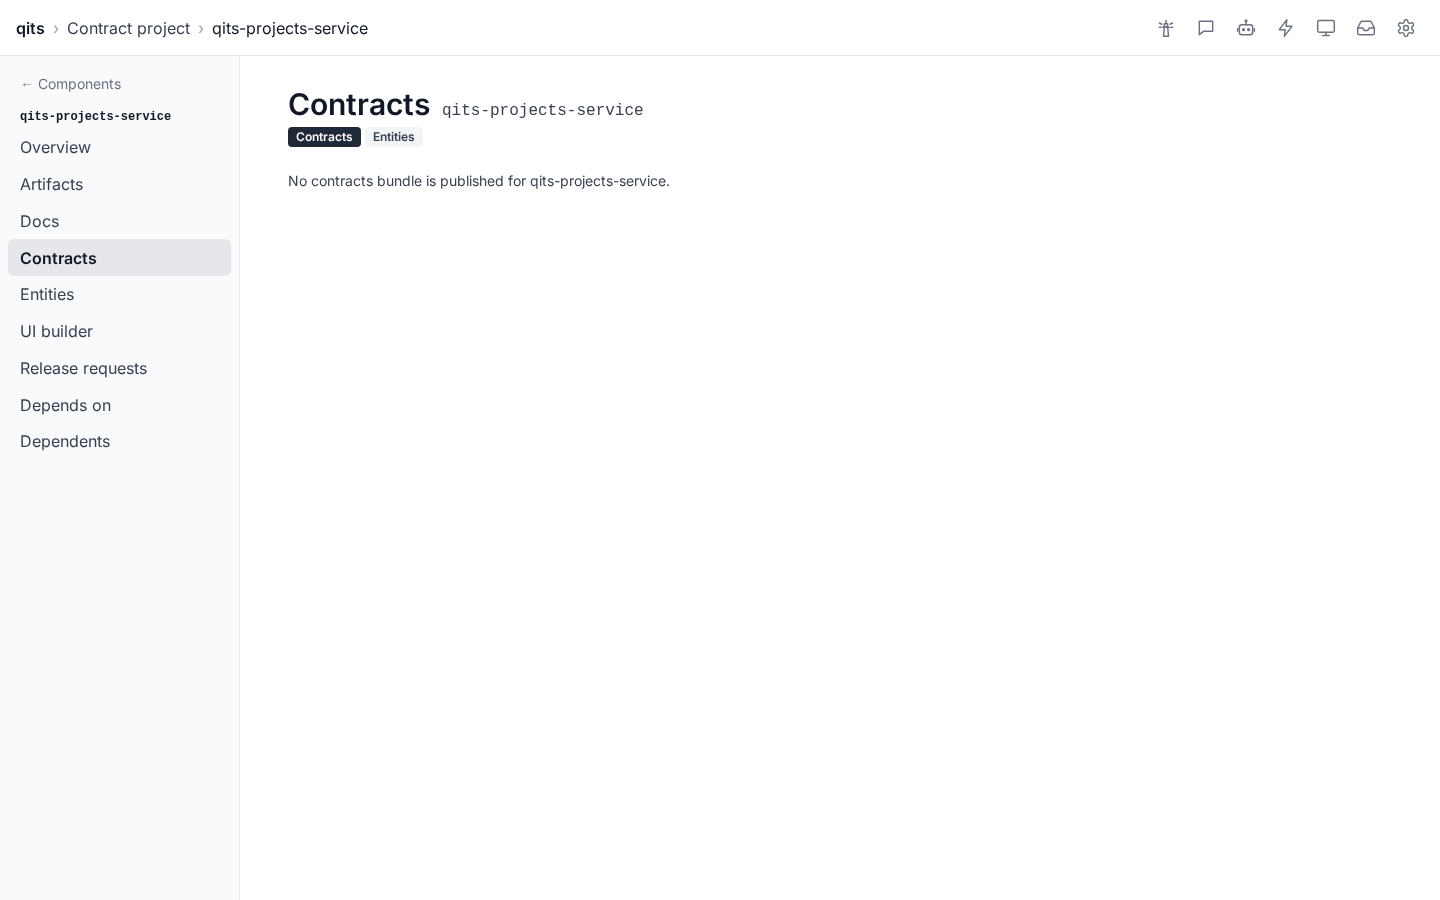 qits › Contract project › qits-projects-service
← Components
qits-projects-service
Overview
Artifacts
Docs
Contracts
Entities
UI builder
Release requests
Depends on
Dependents
Contracts qits-projects-service
Contracts Entities
No contracts bundle is published for qits-projects-service.